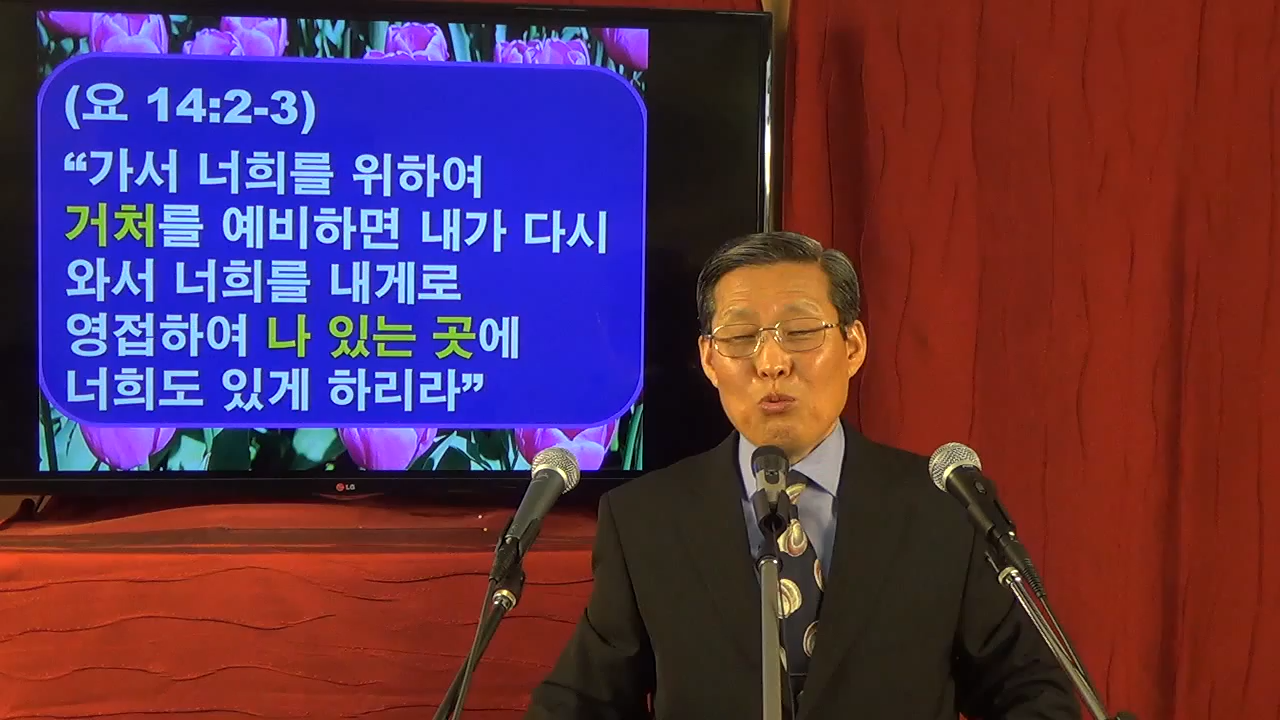 (요 14:2-3)
“가서 너희를 위하여
거처를 예비하면 내가 다시
와서 너희를 내게로
영접하여 나 있는 곳에
너희도 있게 하리라”
LG